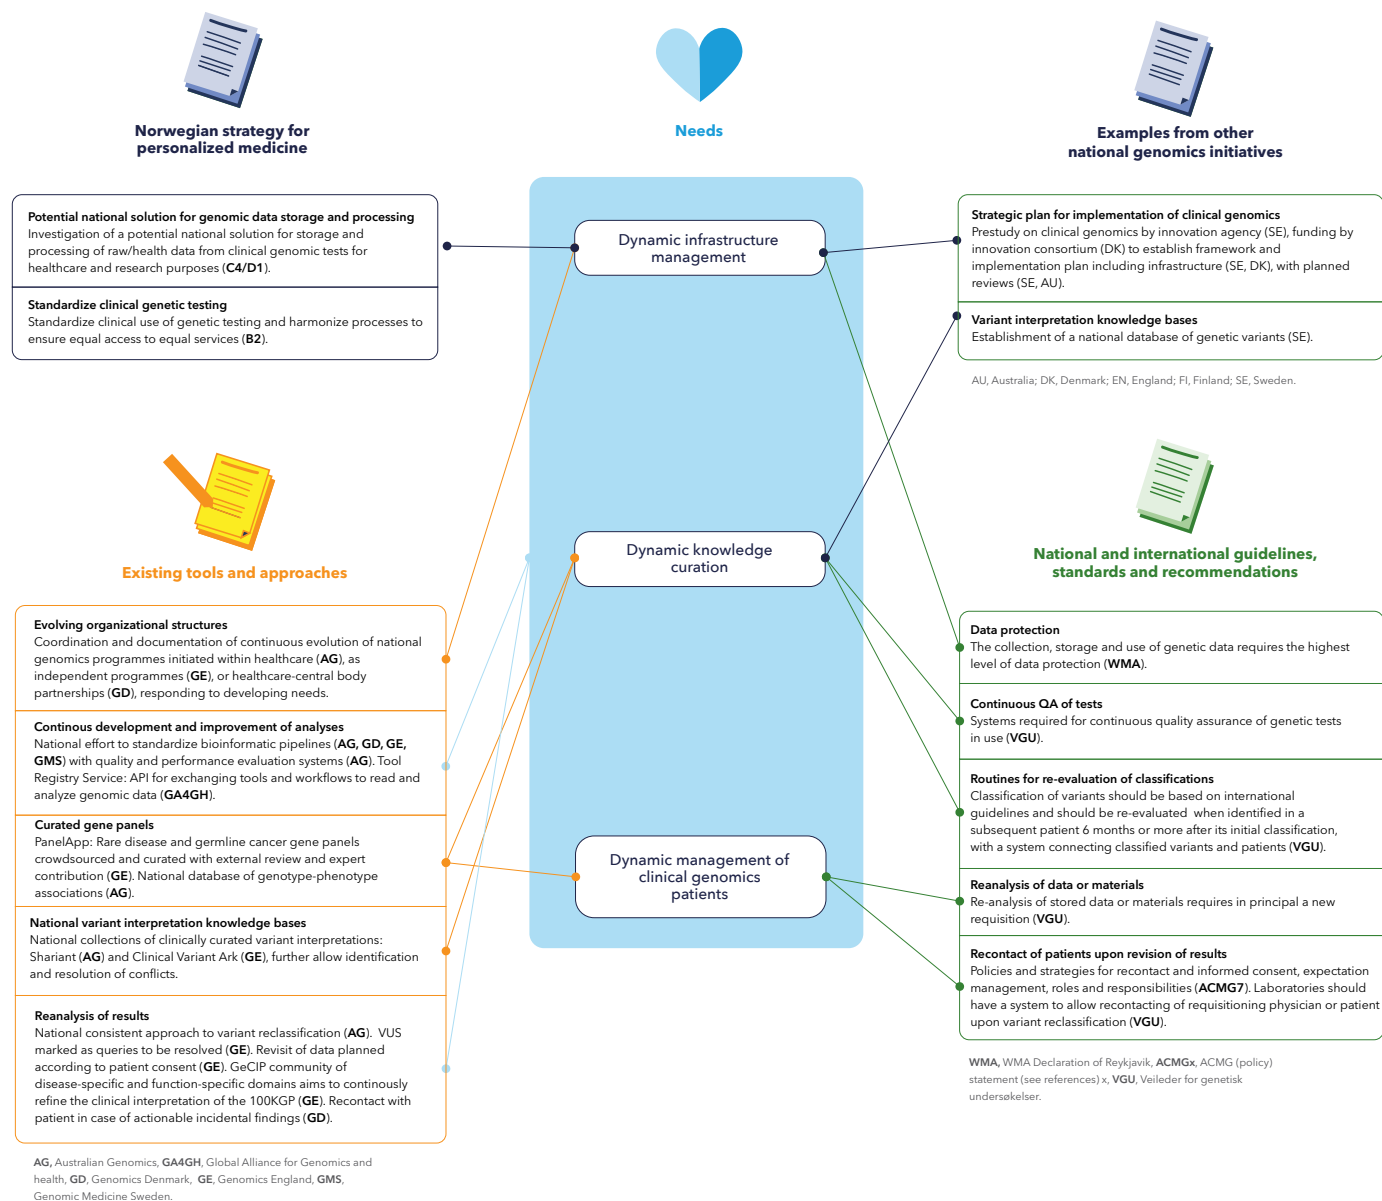 Norwegian strategy for
personalized medicine
Potential national solution for genomic data storage and processing
Investigation of a potential national solution for storage and
processing of raw/health data from clinical genomic tests for
healthcare and research purposes (C4/D1).
Standardize clinical genetic testing
Standardize clinical use of genetic testing and harmonize processes to
ensure equal access to equal services (B2).
Existing tools and approaches
Evolving organizational structures
Coordination and documentation of continuous evolution of national
genomics programmes initiated within healthcare (AG), as
independent programmes (GE), or healthcare-central body
partnerships (GD), responding to developing needs.
Continous development and improvement of analyses
National effort to standardize bioinformatic pipelines (AG, GD, GE,
GMS) with quality and performance evaluation systems (AG). Tool
Registry Service: API for exchanging tools and workflows to read and
analyze genomic data (GA4GH).
Curated gene panels
PanelApp: Rare disease and germline cancer gene panels
crowdsourced and curated with external review and expert
contribution (GE). National database of genotype-phenotype
associations (AG).
National variant interpretation knowledge bases
National collections of clinically curated variant interpretations:
Shariant (AG) and Clinical Variant Ark (GE), further allow identification
and resolution of conflicts.
Reanalysis of results
National consistent approach to variant reclassification (AG). VUS
marked as queries to be resolved (GE). Revisit of data planned
according to patient consent (GE). GeCIP community of
disease-specific and function-specific domains aims to continously
refine the clinical interpretation of the 100KGP (GE). Recontact with
patient in case of actionable incidental findings (GD).
AG, Australian Genomics, GA4GH, Global Alliance for Genomics and
health, GD, Genomics Denmark, GE, Genomics England, GMS,
Genomic Medicine Sweden.
Needs
Dynamic infrastructure
management
Dynamic knowledge
curation
Dynamic management of
clinical genomics
patients
Examples from other
national genomics initiatives
Strategic plan for implementation of clinical genomics
Prestudy on clinical genomics by innovation agency (SE), funding by
innovation consortium (DK) to establish framework and
implementation plan including infrastructure (SE, DK), with planned
reviews (SE, AU).
Variant interpretation knowledge bases
Establishment of a national database of genetic variants (SE).
AU, Australia; DK, Denmark; EN, England; FI, Finland; SE, Sweden.
National and international guidelines,
standards and recommendations
Data protection
The collection, storage and use of genetic data requires the highest
level of data protection (WMA).
Continuous QA of tests
Systems required for continuous quality assurance of genetic tests
in use (VGU).
Routines for re-evaluation of classifications
Classification of variants should be based on international
guidelines and should be re-evaluated when identified in a
subsequent patient 6 months or more after its initial classification,
with a system connecting classified variants and patients (VGU).
Reanalysis of data or materials
Re-analysis of stored data or materials requires in principal a new
requisition (VGU).
Recontact of patients upon revision of results
Policies and strategies for recontact and informed consent, expectation
management, roles and responsibilities (ACMG7). Laboratories should
have a system to allow recontacting of requisitioning physician or patient
upon variant reclassification (VGU).
WMA, WMA Declaration of Reykjavik, ACMGx, ACMG (policy)
statement (see references) x, VGU, Veileder for genetisk
undersøkelser.